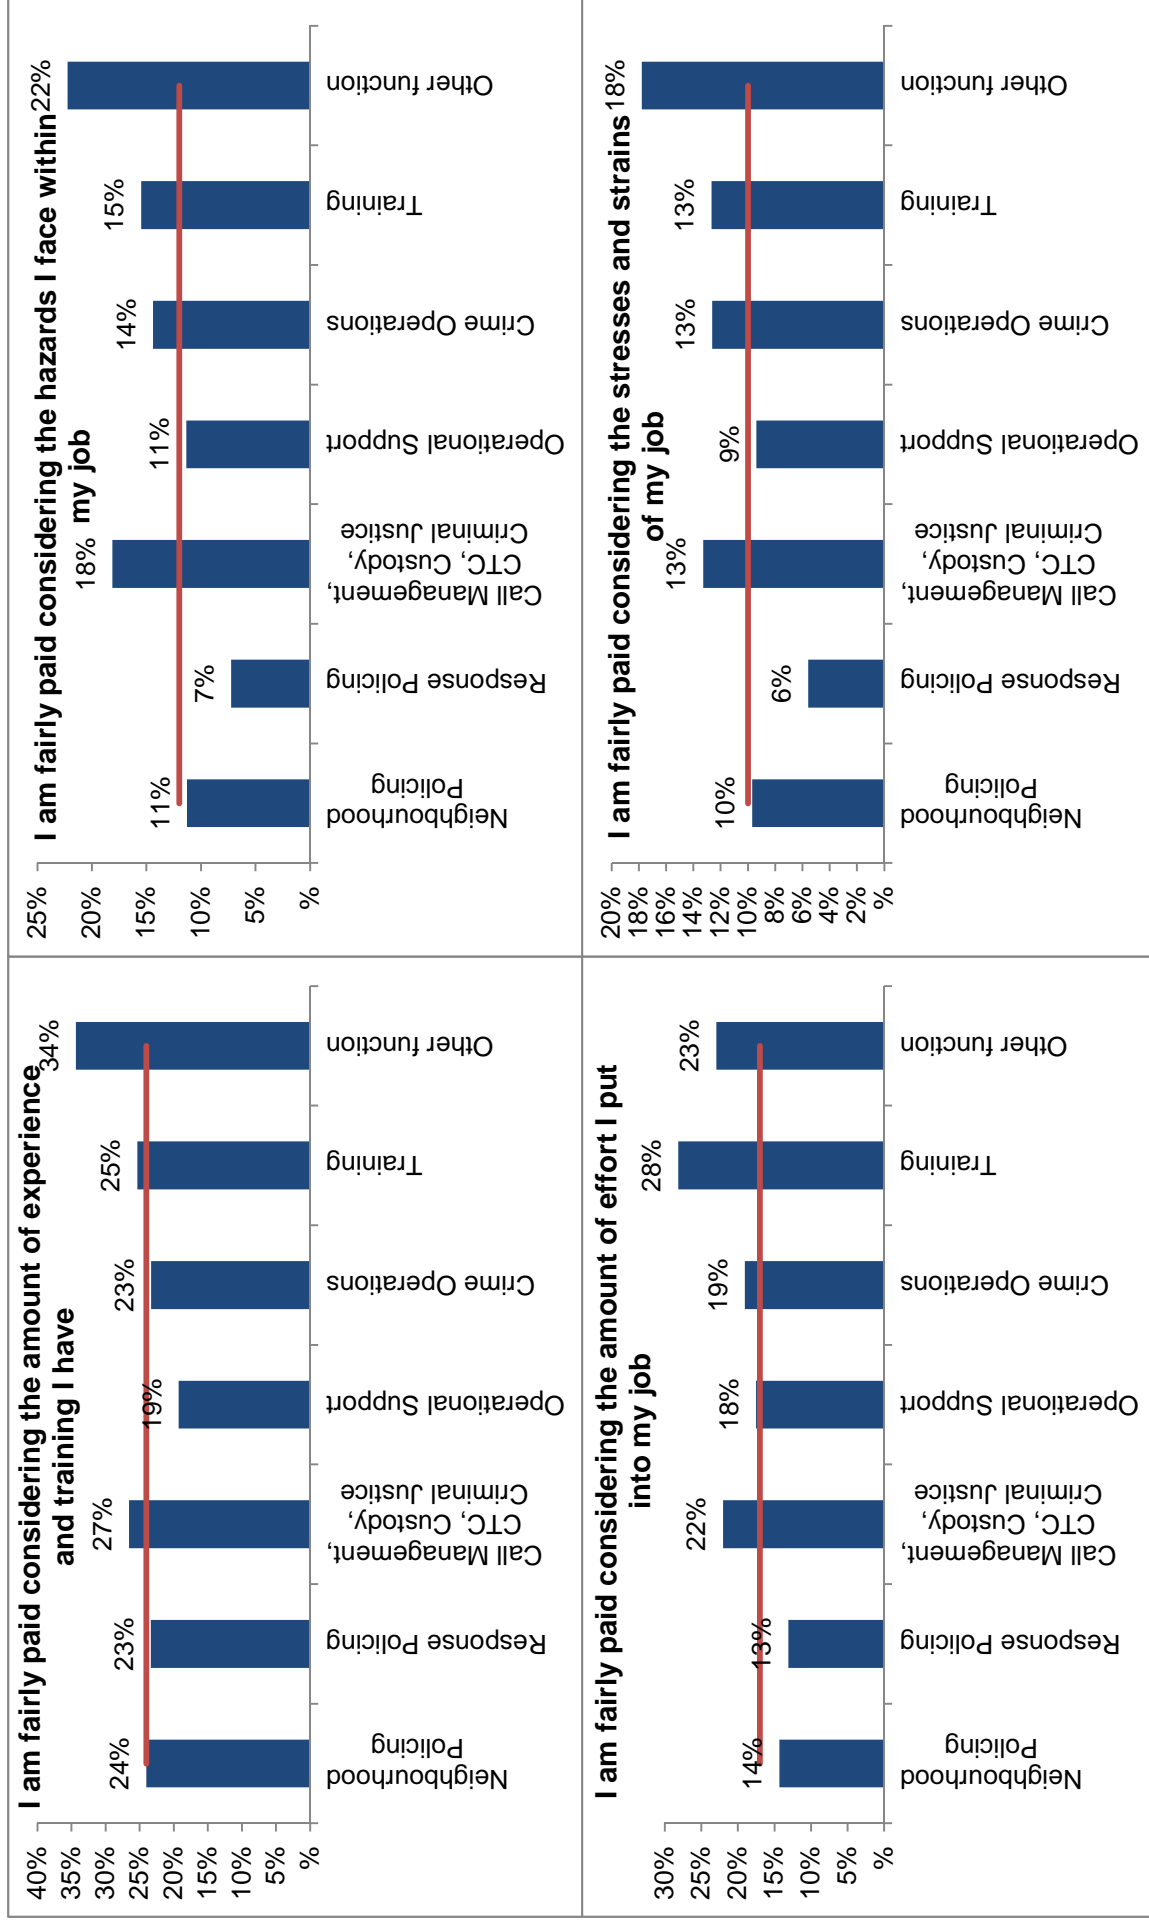 I am fairly paid considering the amount of experience
and training I have
40%
35%
30%
25%
20%
15%
10%
5%
%
24%
23%
27%
19%
23%
25%
34%
Neighbourhood
Policing
Response Policing
Call Management,
CTC, Custody,
Criminal Justice
Operational Support
Crime Operations
Training
Other function
I am fairly paid considering the hazards I face within
my job
25%
20%
15%
10%
5%
%
11%
7%
18%
11%
14%
15%
22%
Neighbourhood
Policing
Response Policing
Call Management,
CTC, Custody,
Criminal Justice
Operational Support
Crime Operations
Training
Other function
I am fairly paid considering the amount of effort I put
into my job
30%
25%
20%
15%
10%
5%
%
14%
13%
22%
18%
19%
28%
23%
Neighbourhood
Policing
Response Policing
Call Management,
CTC, Custody,
Criminal Justice
Operational Support
Crime Operations
Training
Other function
I am fairly paid considering the stresses and strains
of my job
20%
18%
16%
14%
12%
10%
8%
6%
4%
2%
%
10%
6%
13%
9%
13%
13%
18%
Neighbourhood
Policing
Response Policing
Call Management,
CTC, Custody,
Criminal Justice
Operational Support
Crime Operations
Training
Other function